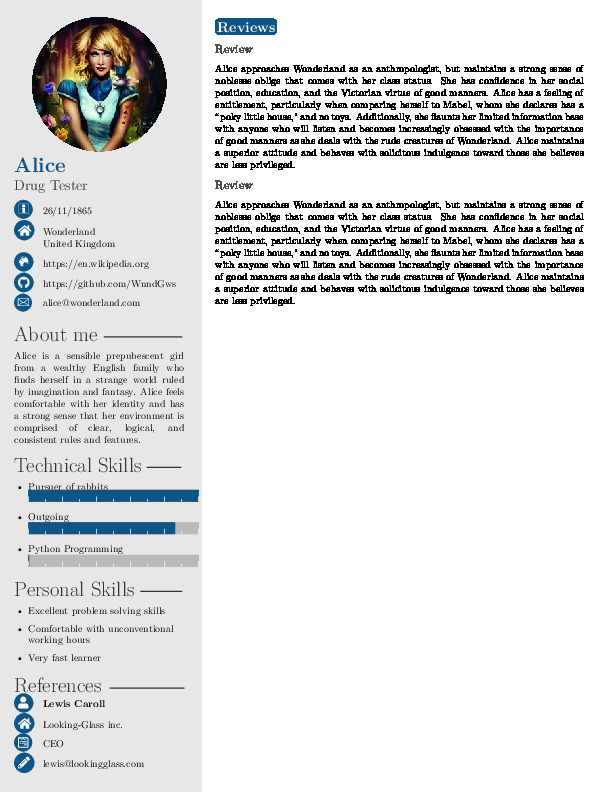 Alice
Drug Tester
26/11/1865
Wonderland
United Kingdom
https://en.wikipedia.org
https://github.com/WnndGws
alice@wonderland.com
About me
Alice is a sensible prepubescent girl
from a wealthy English family who
finds herself in a strange world ruled
by imagination and fantasy. Alice feels
comfortable with her identity and has
a strong sense that her environment is
comprised of clear, logical, and
consistent rules and features.
Technical Skills
• Pursuer of rabbits
• Outgoing
• Python Programming
Personal Skills
• Excellent problem solving skills
• Comfortable with unconventional
working hours
• Very fast learner
References
Lewis Caroll
Looking-Glass inc.
CEO
lewis@lookingglass.com
Reviews
Review
Alice approaches Wonderland as an anthropologist, but maintains a strong sense of
noblesse oblige that comes with her class status. She has confidence in her social
position, education, and the Victorian virtue of good manners. Alice has a feeling of
entitlement, particularly when comparing herself to Mabel, whom she declares has a
“poky little house,” and no toys. Additionally, she flaunts her limited information base
with anyone who will listen and becomes increasingly obsessed with the importance
of good manners as she deals with the rude creatures of Wonderland. Alice maintains
a superior attitude and behaves with solicitous indulgence toward those she believes
are less privileged.
Review
Alice approaches Wonderland as an anthropologist, but maintains a strong sense of
noblesse oblige that comes with her class status. She has confidence in her social
position, education, and the Victorian virtue of good manners. Alice has a feeling of
entitlement, particularly when comparing herself to Mabel, whom she declares has a
“poky little house,” and no toys. Additionally, she flaunts her limited information base
with anyone who will listen and becomes increasingly obsessed with the importance
of good manners as she deals with the rude creatures of Wonderland. Alice maintains
a superior attitude and behaves with solicitous indulgence toward those she believes
are less privileged.